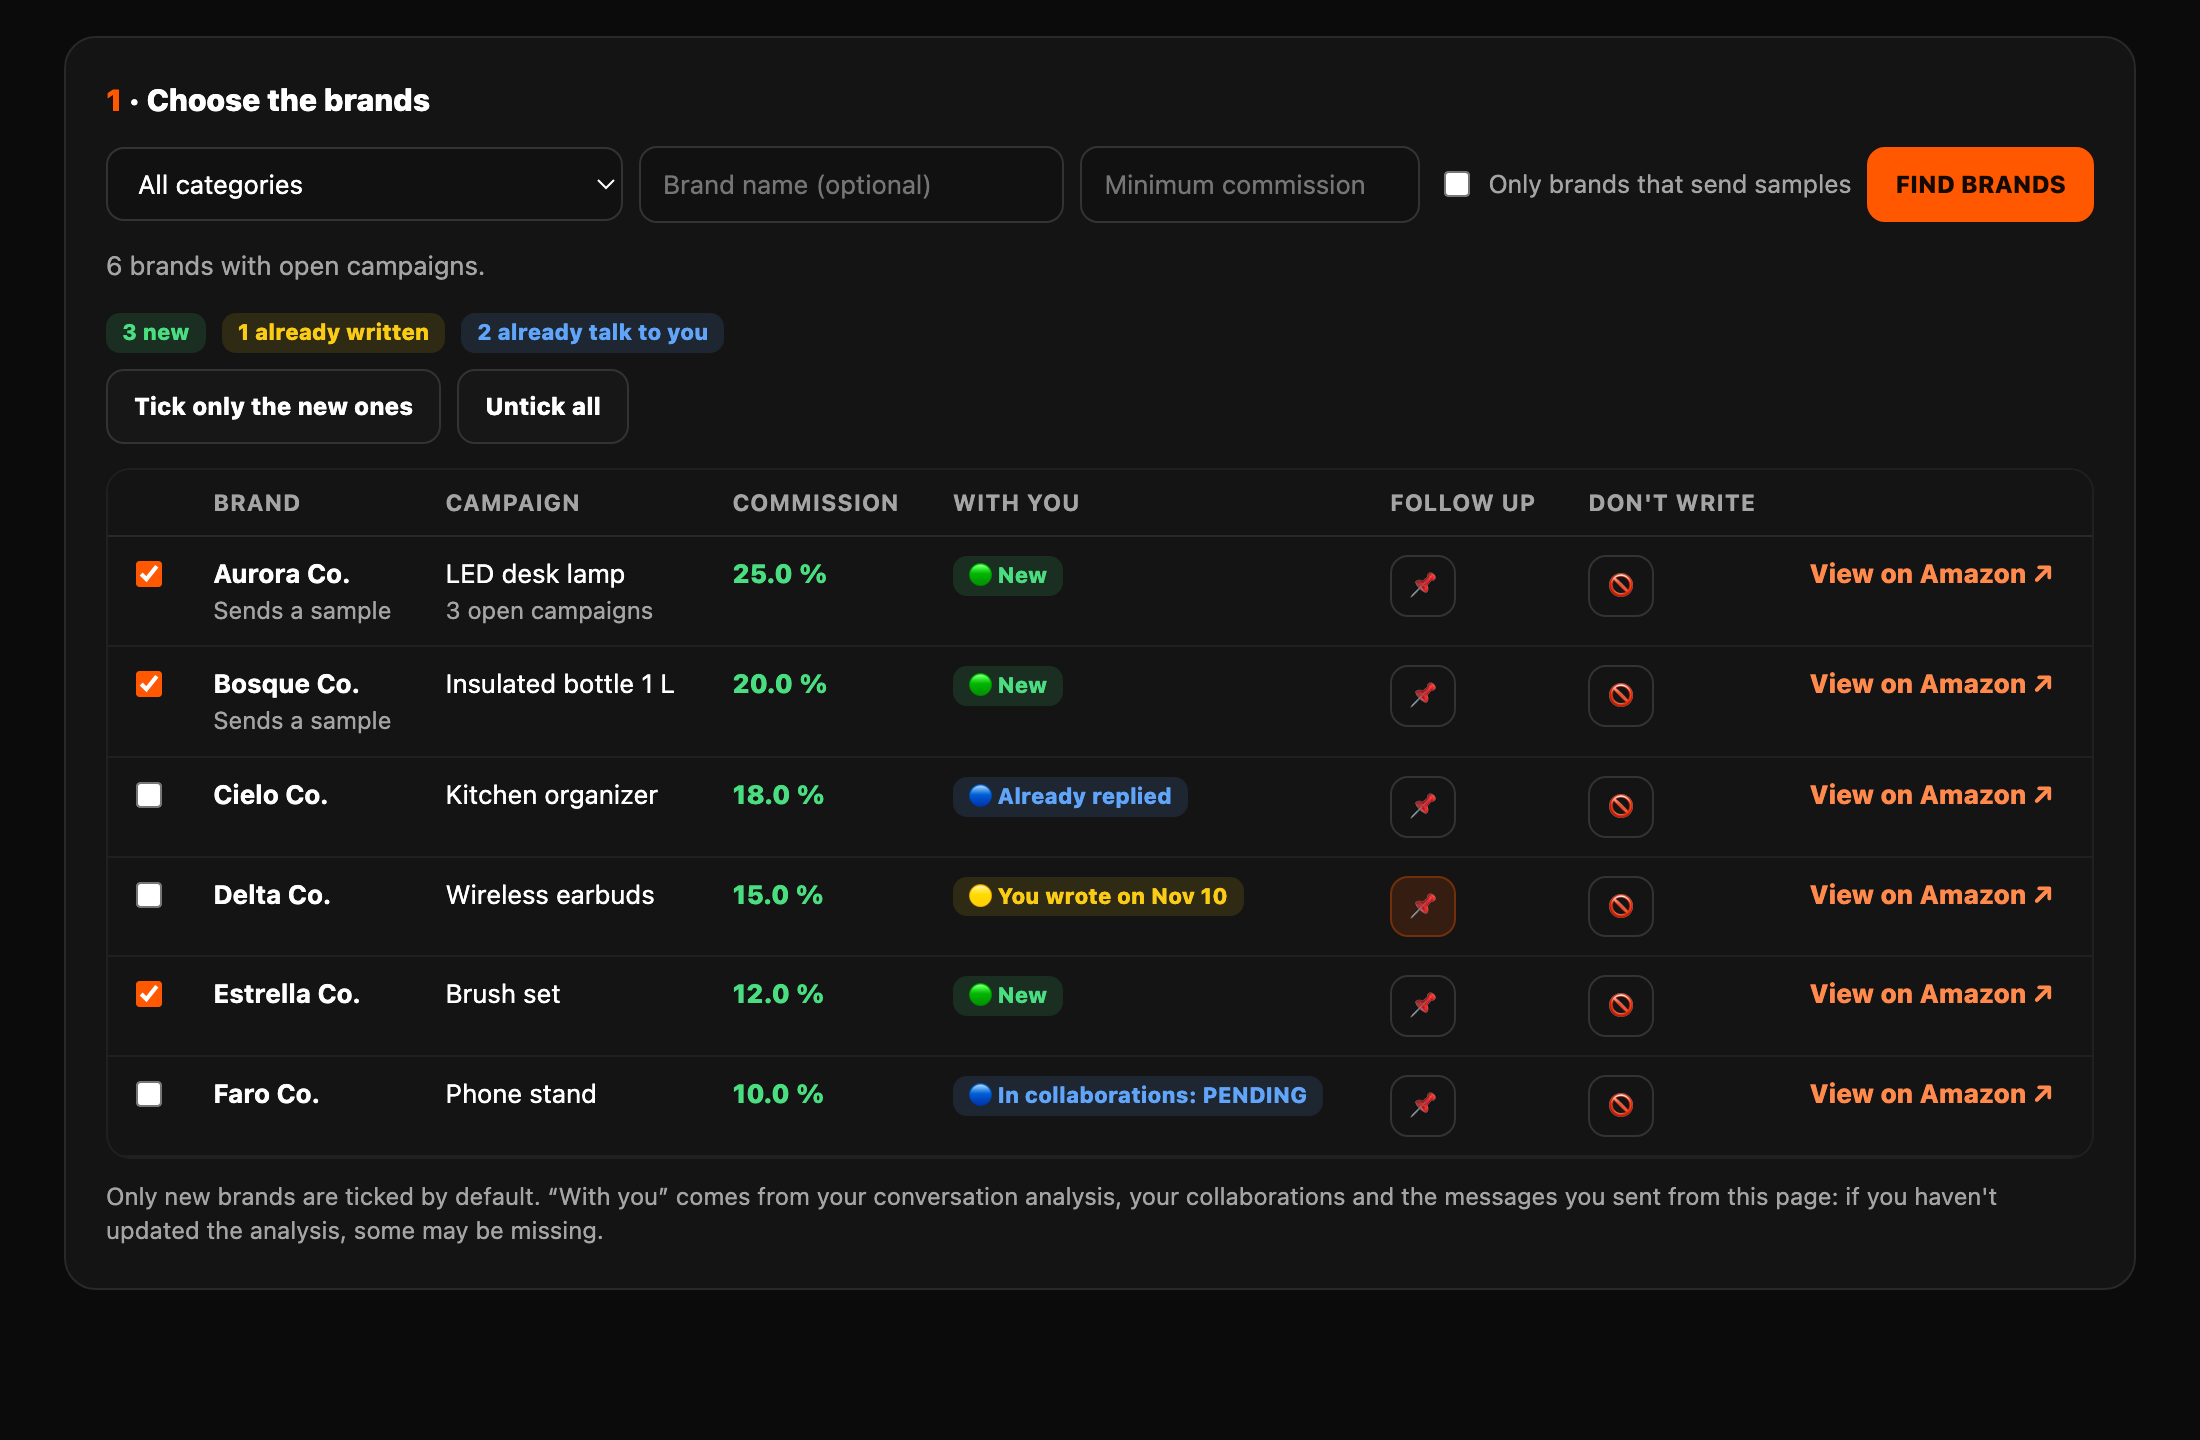 1 · Choose the brands
All categories
Brand name (optional)
Minimum commission
Only brands that send samples
FIND BRANDS
6 brands with open campaigns.
3 new
1 already written
2 already talk to you
Tick only the new ones
Untick all
BRAND CAMPAIGN COMMISSION WITH YOU FOLLOW UP DON'T WRITE
Aurora Co. LED desk lamp 25.0 % New View on Amazon ↗
Sends a sample 3 open campaigns
Bosque Co. Insulated bottle 1 L 20.0 % New View on Amazon ↗
Sends a sample
Cielo Co. Kitchen organizer 18.0 % Already replied View on Amazon ↗
Delta Co. Wireless earbuds 15.0 % You wrote on Nov 10 View on Amazon ↗
Estrella Co. Brush set 12.0 % New View on Amazon ↗
Faro Co. Phone stand 10.0 % In collaborations: PENDING View on Amazon ↗
Only new brands are ticked by default. “With you” comes from your conversation analysis, your collaborations and the messages you sent from this page: if you haven't
updated the analysis, some may be missing.